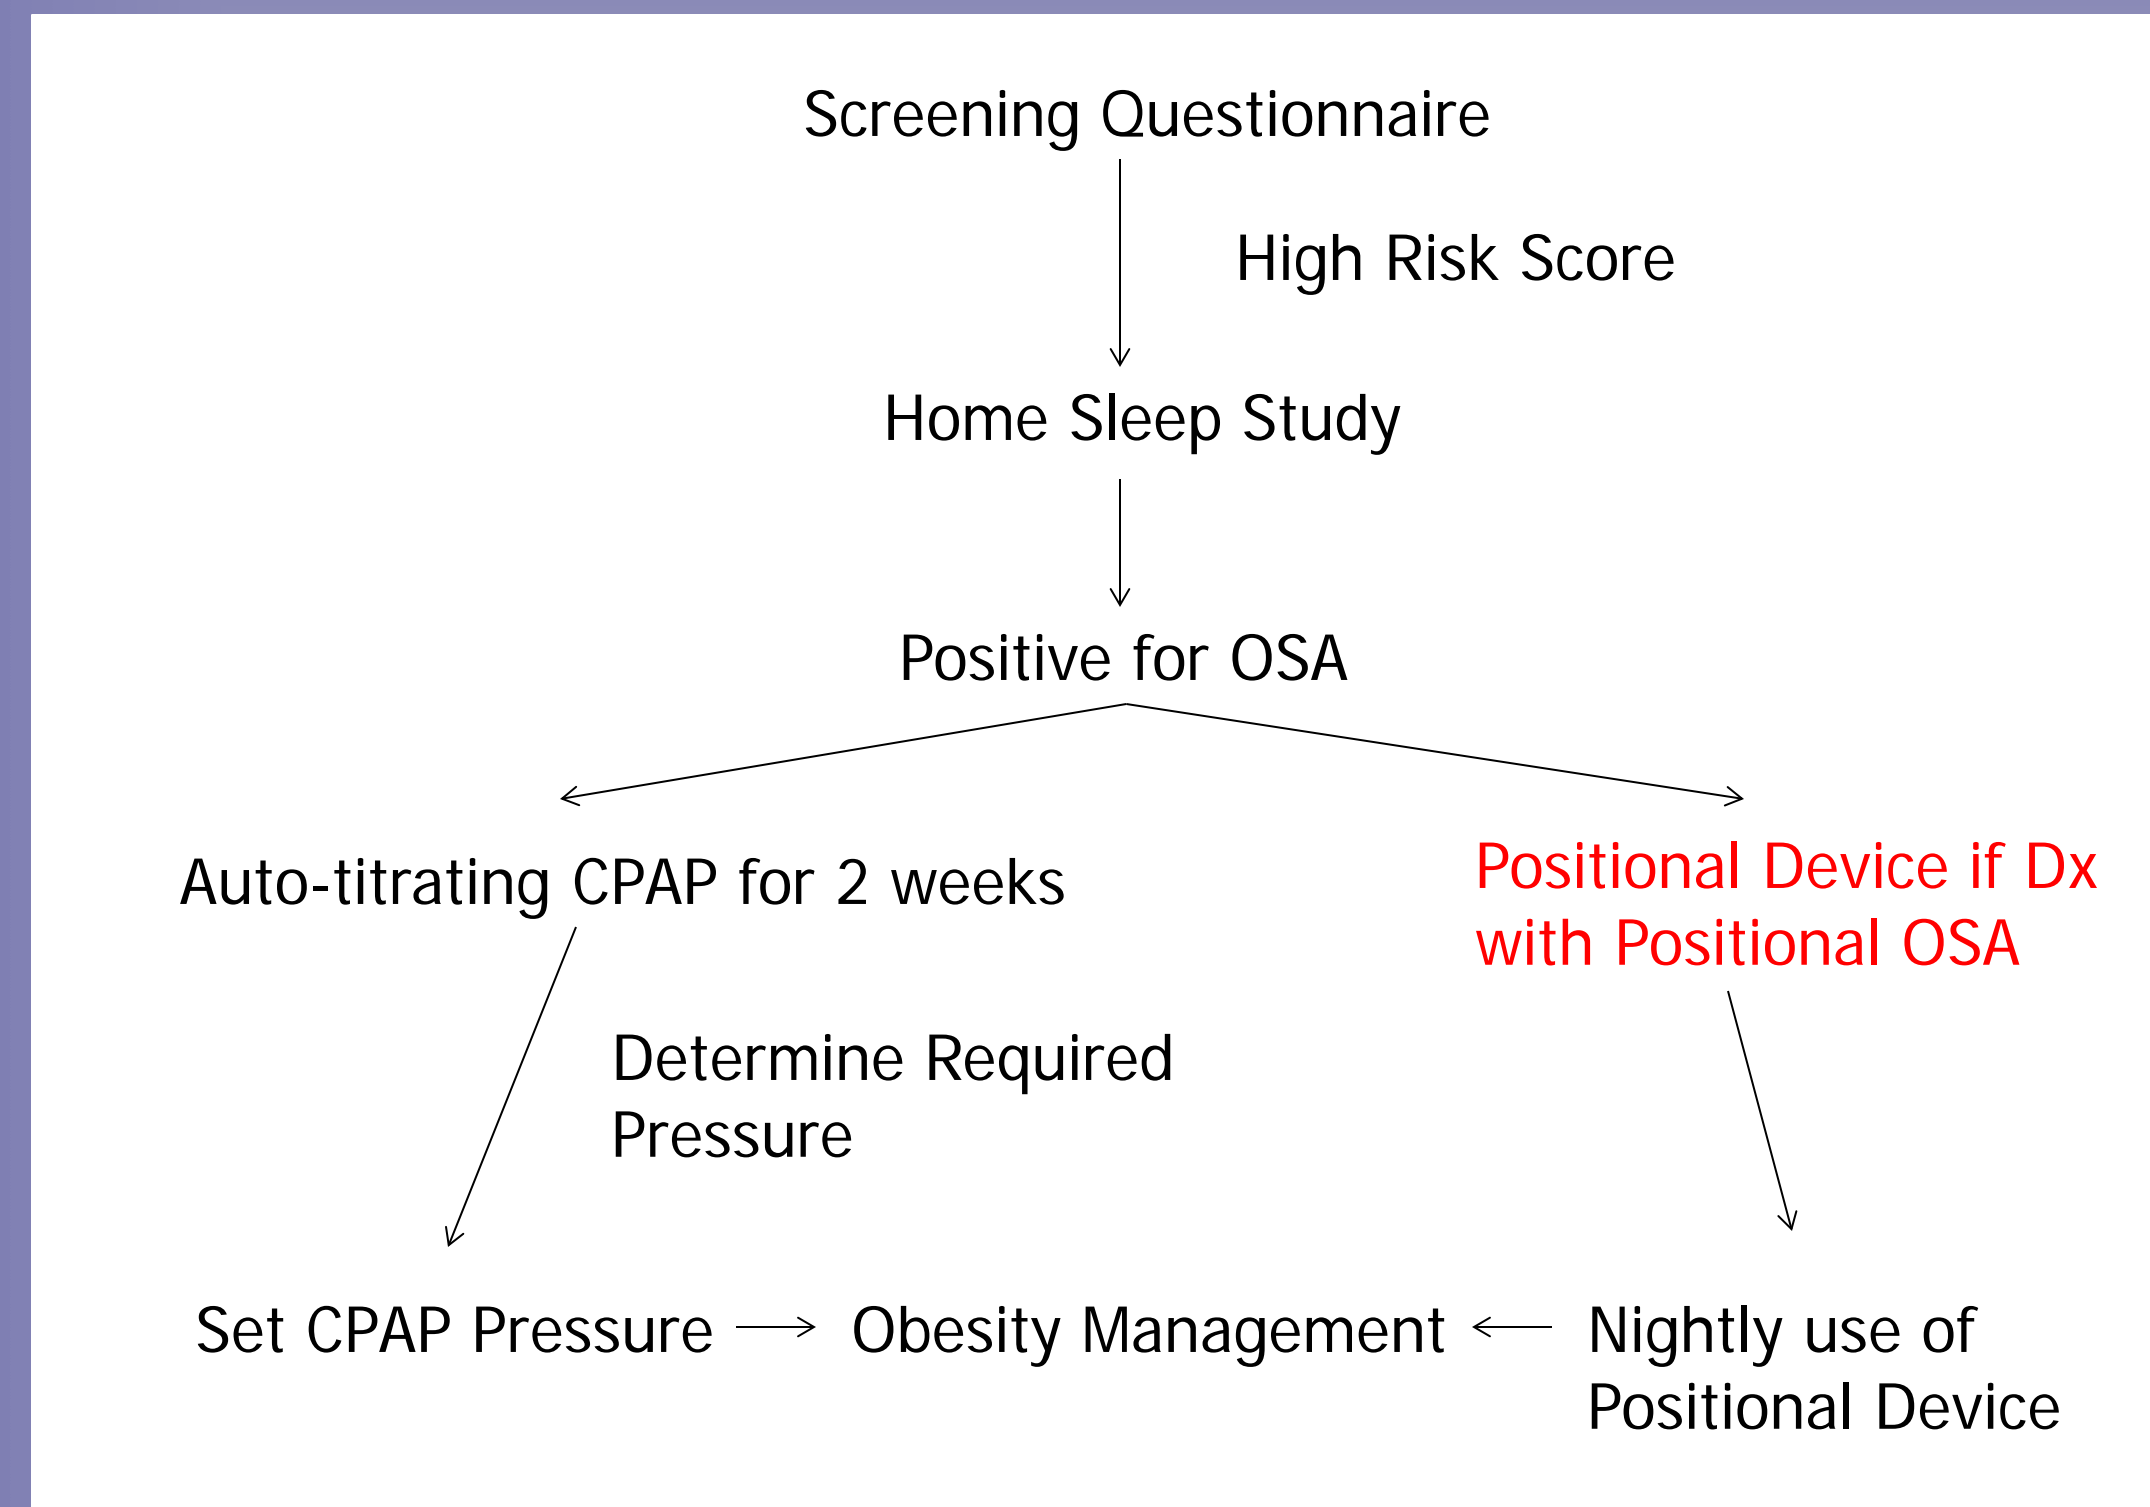 Screening Questionnaire
High Risk Score
Home Sleep Study
Positive for OSA
Auto-titrating CPAP for 2 weeks
Positional Device if Dx
with Positional OSA
Determine Required
Pressure
Set CPAP Pressure
Obesity Management
Nightly use of
Positional Device